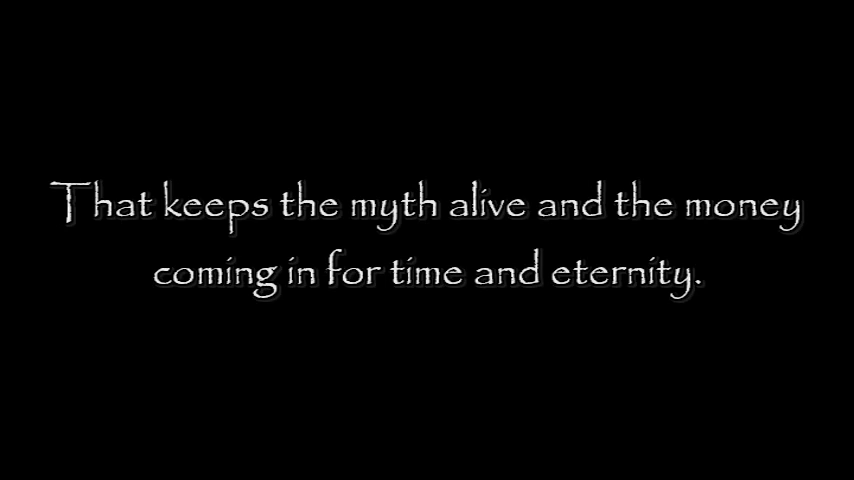 That keeps the myth alive and the money
coming in for time and eternity.